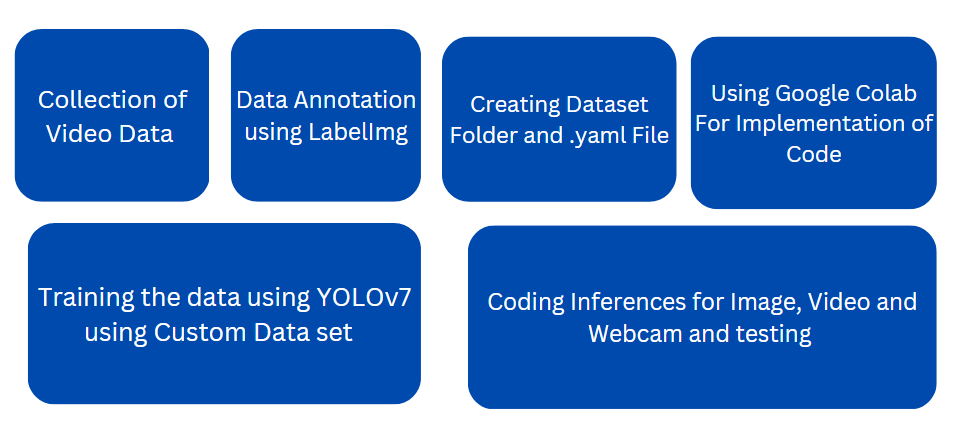 Collection of
Video Data
Data Annotation
using LabelImg
Creating Dataset
Folder and .yaml File
Using Google Colab
For Implementation of
Code
Training the data using YOLOv7
using Custom Data set
Coding Inferences for Image, Video and
Webcam and testing